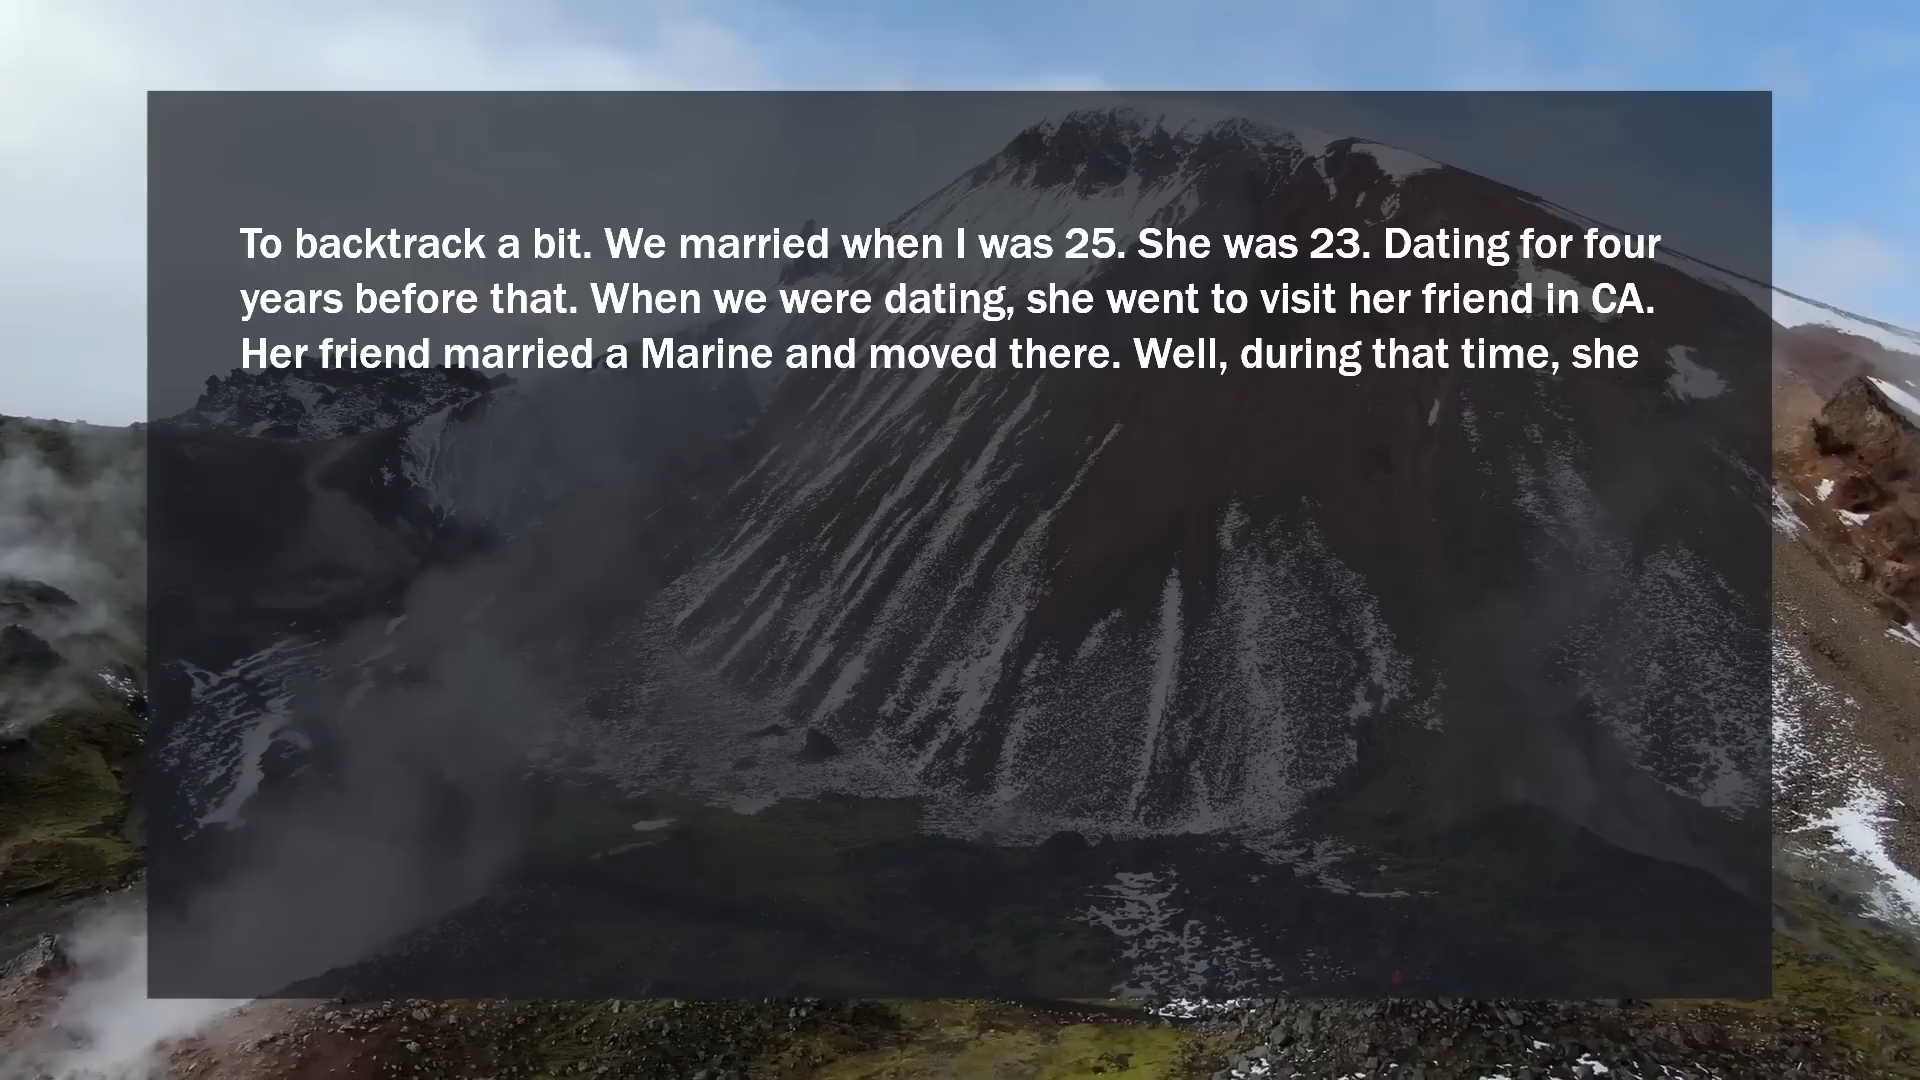 To backtrack a bit. We married when I was 25. She was 23. Dating for four
years before that. When we were dating, she went to visit her friend in CA.
Her friend married a Marine and moved there. Well, during that time, she